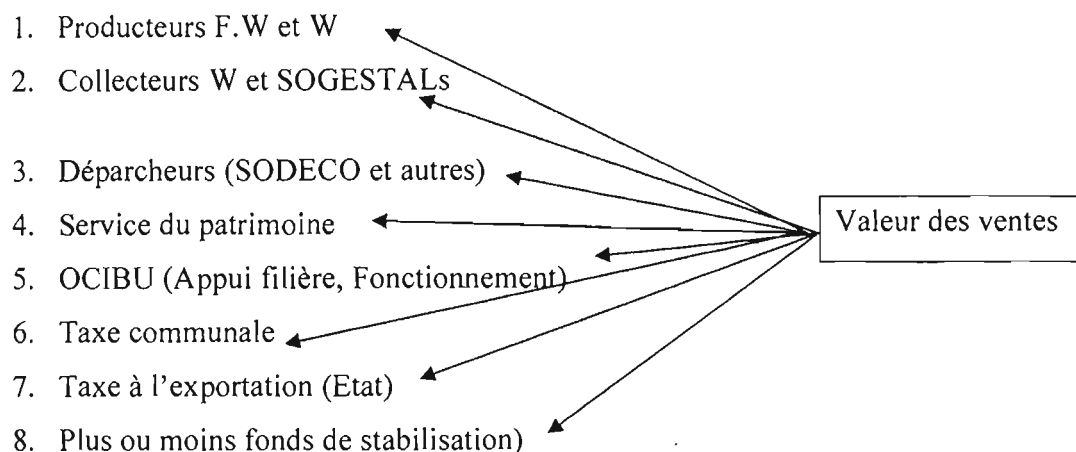 1. Producteurs F.W et W
2. Collecteurs W et SOGESTALs
3. Déparcheurs (SODECO et autres)
4. Service du patrimoine
Valeur des ventes
5. OCIBU (Appui filière, Fonctionnement)
6. Taxe communale
7. Taxe à l'exportation (Etat)
8. Plus ou moins fonds de stabilisation)